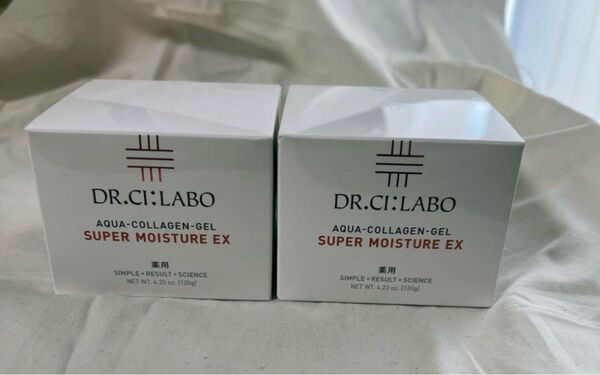 DR.CI:LABO
AQUA-COLLAGEN-GEL
SUPER MOISTURE EX
薬用
SIMPLE • RESULT • SCIENCE
NET WT. 4.23 oz. [120g]
DR.CI:LABO
AQUA-COLLAGEN-GEL
SUPER MOISTURE EX
薬用
SIMPLE • RESULT • SCIENCE
NET WT. 4.23 oz. [120g]